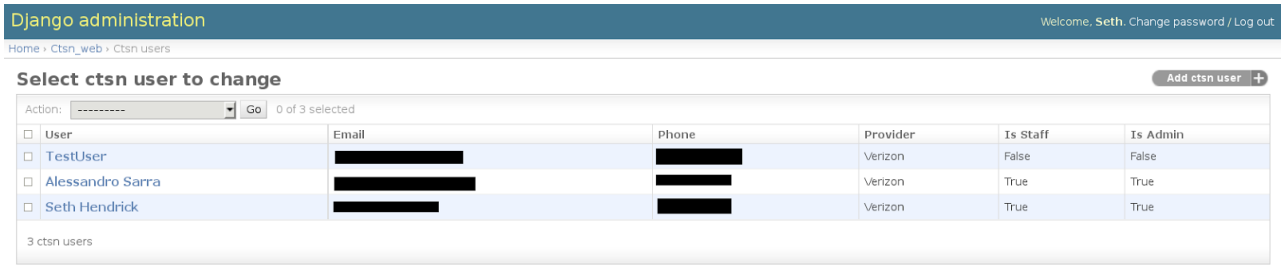 Django administration
Welcome, Seth. Change password / Log out
Home › Ctsn_web › Ctsn users
Select ctsn user to change
Add ctsn user +
Action: --------- Go 0 of 3 selected
User Email Phone Provider Is Staff Is Admin
TestUser Verizon False False
Alessandro Sarra Verizon True True
Seth Hendrick Verizon True True
3 ctsn users